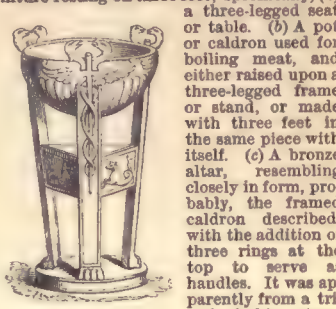 a three-legged seat
or table. (b) A pot
or caldron used for
boiling meat, and
either raised upon a
three-legged frame
or stand, or made
with three feet in
the same piece with
itself. (c) A bronze
altar, resembling
closely in form, pro
bably, the framed
caldron described
with the addition o
three rings at the
top to serve a
handles. It was ap
parently from a tri